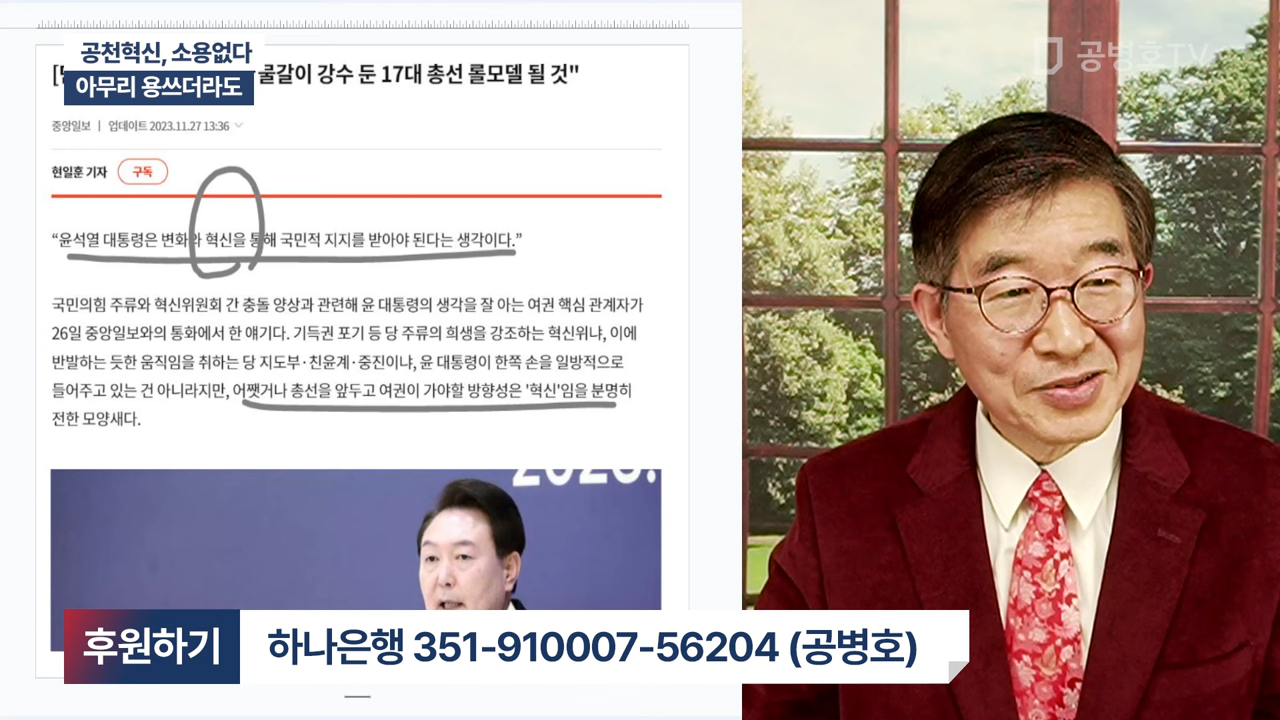 공천혁신, 소용없다
아무리 용쓰더라도
물갈이 강수 둔 17대 총선 롤모델 될 것"
중앙일보 | 업데이트 2023.11.27 13:36
현일훈 기자 구독
“윤석열 대통령은 변화와 혁신을 통해 국민적 지지를 받아야 된다는 생각이다.”
국민의힘 주류와 혁신위원회 간 충돌 양상과 관련해 윤 대통령의 생각을 잘 아는 여권 핵심 관계자가
26일 중앙일보와의 통화에서 한 얘기다. 기득권 포기 등 당 주류의 희생을 강조하는 혁신위냐, 이에
반발하는 듯한 움직임을 취하는 당 지도부·친윤계·중진이냐, 윤 대통령이 한쪽 손을 일방적으로
들어주고 있는 건 아니라지만, 어쨋거나 총선을 앞두고 여권이 가야할 방향성은 '혁신'임을 분명히
전한 모양새다.
후원하기 하나은행 351-910007-56204 (공병호)
공병호TV